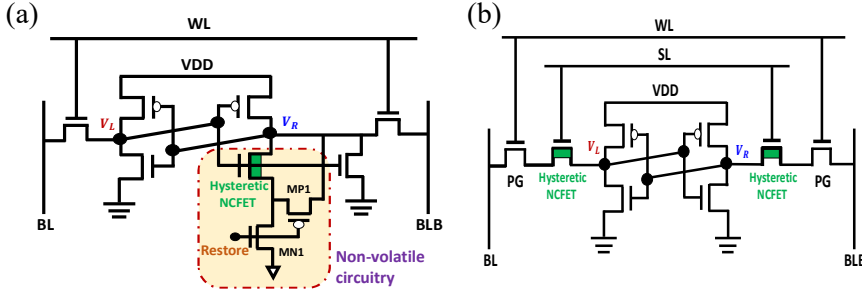 (a)
WL
VDD
V_L
V_R
Hysteretic
NCFET
MP1
BL
BLB
Restore
MN1
Non-volatile
circuitry
(b)
WL
SL
VDD
V_L
V_R
PG
Hysteretic
NCFET
Hysteretic
NCFET
PG
BL
BLB